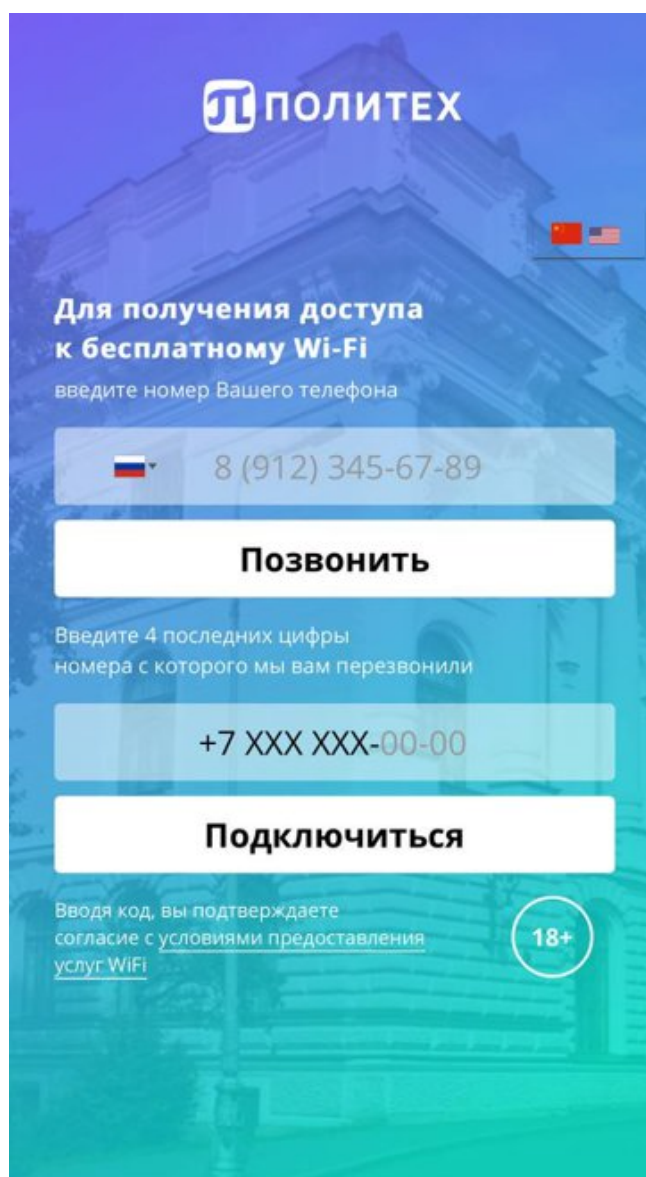 ПОЛИТЕХ
Для получения доступа
к бесплатному Wi-Fi
введите номер Вашего телефона
8 (912) 345-67-89
Позвонить
Введите 4 последних цифры
номера с которого мы вам перезвонили
+7 XXX XXX-00-00
Подключиться
Вводя код, вы подтверждаете
согласие с условиями предоставления
услуг WiFi
18+